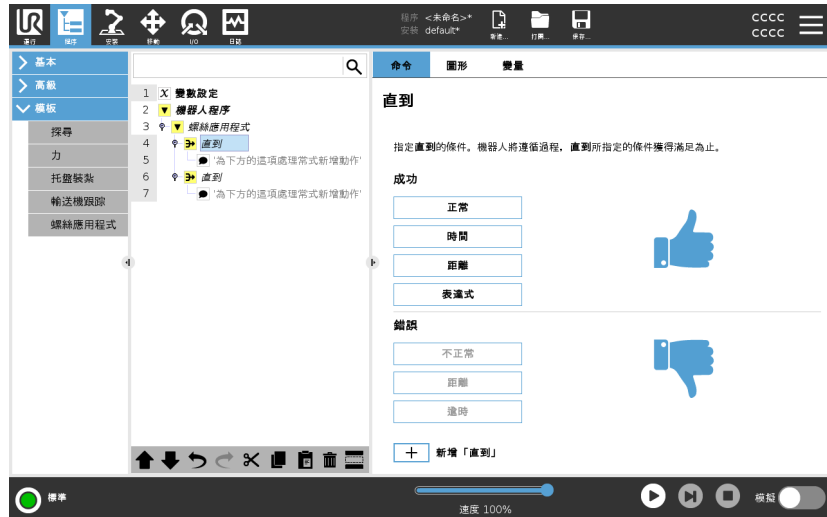 UR
運行
程序
安裝
移動
I/O
日誌
程序 <未命名>*
安裝 default*
新建...
打開...
保存...
CCCC
CCCC
基本
高級
模板
探尋
力
托盤裝紮
輸送機跟踪
螺絲應用程式
1 X 變數設定
2 機器人程序
3 螺絲應用程式
4 直到
5 '為下方的這項處理常式新增動作'
6 直到
7 '為下方的這項處理常式新增動作'
命令 圖形 變量
直到
指定直到的條件。機器人將遵循過程，直到所指定的條件獲得滿足為止。
成功
正常
時間
距離
表達式
錯誤
不正常
距離
逾時
新增「直到」
標準
速度 100%
模擬